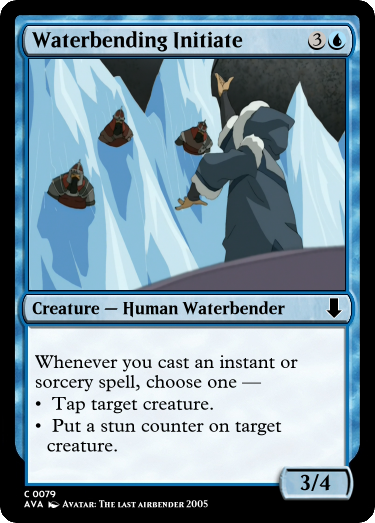 Waterbending Initiate 3
Creature — Human Waterbender
Whenever you cast an instant or
sorcery spell, choose one —
• Tap target creature.
• Put a stun counter on target
creature.
3/4
C 0079
AVA Avatar: The last airbender 2005